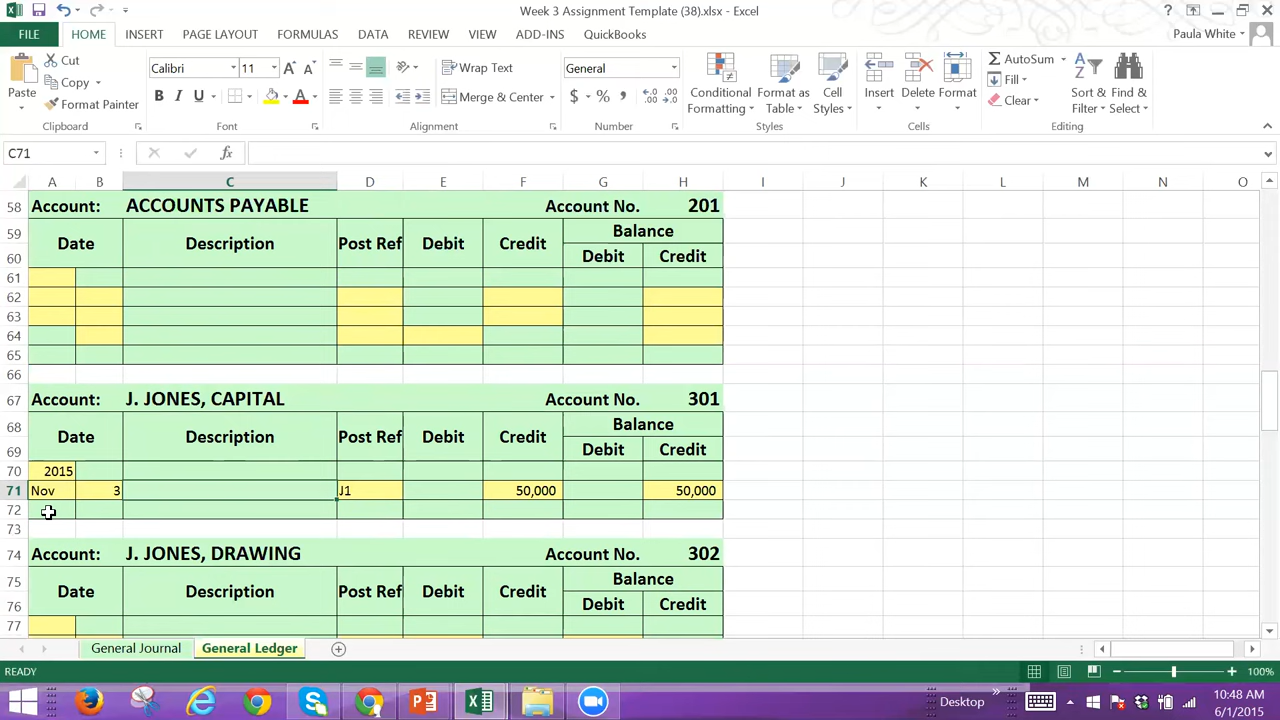 Week 3 Assignment Template (38).xlsx - Excel
FILE HOME INSERT PAGE LAYOUT FORMULAS DATA REVIEW VIEW ADD-INS QuickBooks Paula White
Paste
Cut
Copy
Format Painter
Clipboard
Calibri 11
B I U A
Font
Wrap Text
Merge & Center
Alignment
General
$ % ,
Number
Conditional Formatting
Format as Table
Cell Styles
Styles
Insert Delete Format
Cells
AutoSum
Fill
Clear
Sort & Filter
Find & Select
Editing
C71 fx
A B C D E F G H I J K L M N O
58 Account: ACCOUNTS PAYABLE Account No. 201
59 Date Description Post Ref Debit Credit Balance
60 Debit Credit
61
62
63
64
65
66
67 Account: J. JONES, CAPITAL Account No. 301
68 Date Description Post Ref Debit Credit Balance
69 Debit Credit
70 2015
71 Nov 3 J1 50,000 50,000
72
73
74 Account: J. JONES, DRAWING Account No. 302
75 Date Description Post Ref Debit Credit Balance
76 Debit Credit
77
General Journal General Ledger
READY 100%
Desktop 10:48 AM
6/1/2015